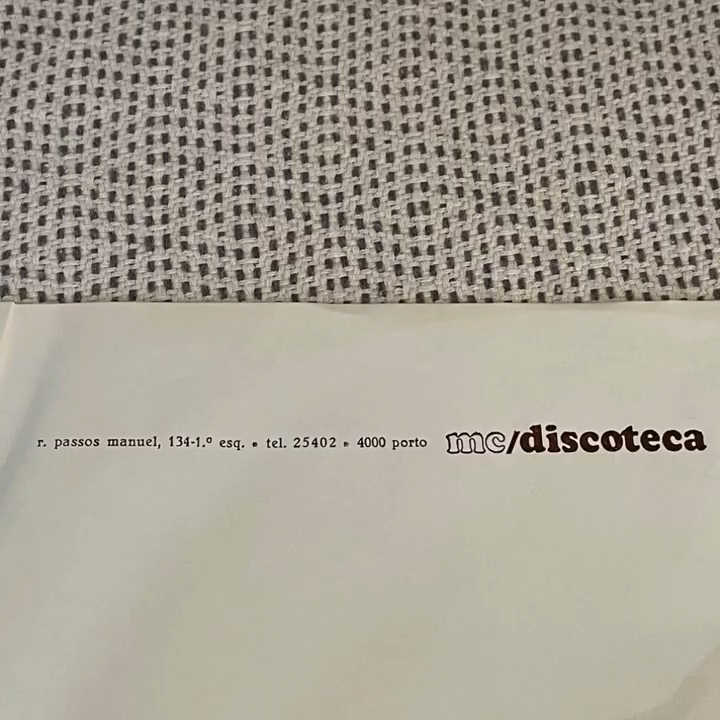 r. passos manuel, 134-1.º esq. * tel. 25402 * 4000 porto mc/discoteca